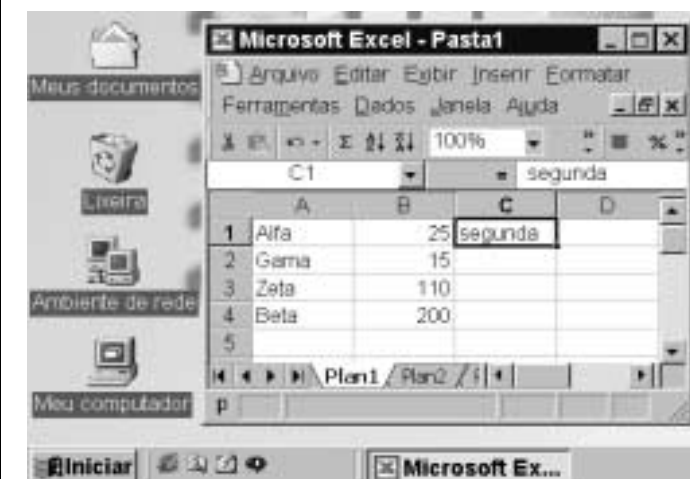 Meus documentos
Lixeira
Ambiente de rede
Meu computador
Microsoft Excel - Pasta1
Arquivo Editar Exibir Inserir Formatar
Ferramentas Dados Janela Ajuda
Σ 100% % "
C1 = segunda
A B C D
1 Alfa 25 segunda
2 Gama 15
3 Zeta 110
4 Beta 200
5
Plan1 Plan2
Iniciar Microsoft Ex...